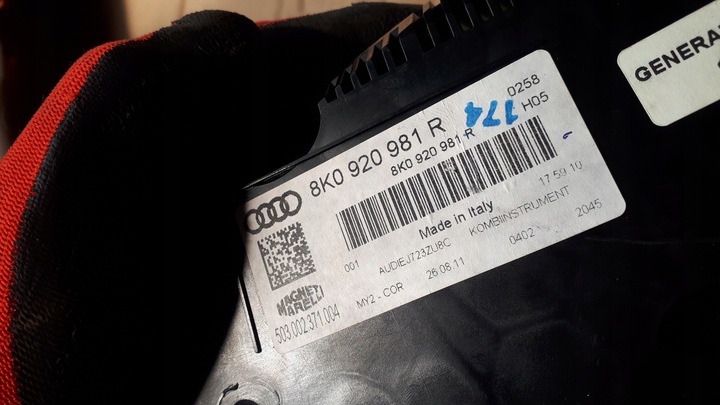 GENERA
0258
174
8K0 920 981 R H05
8K0 920 981 R
Made in Italy 17 59 10
001 AUDIEJ723ZU8C KOMBIINSTRUMENT
MY2 - COR 26.08.11 0402 2045
MAGNETI
MARELLI
503.002.371.004